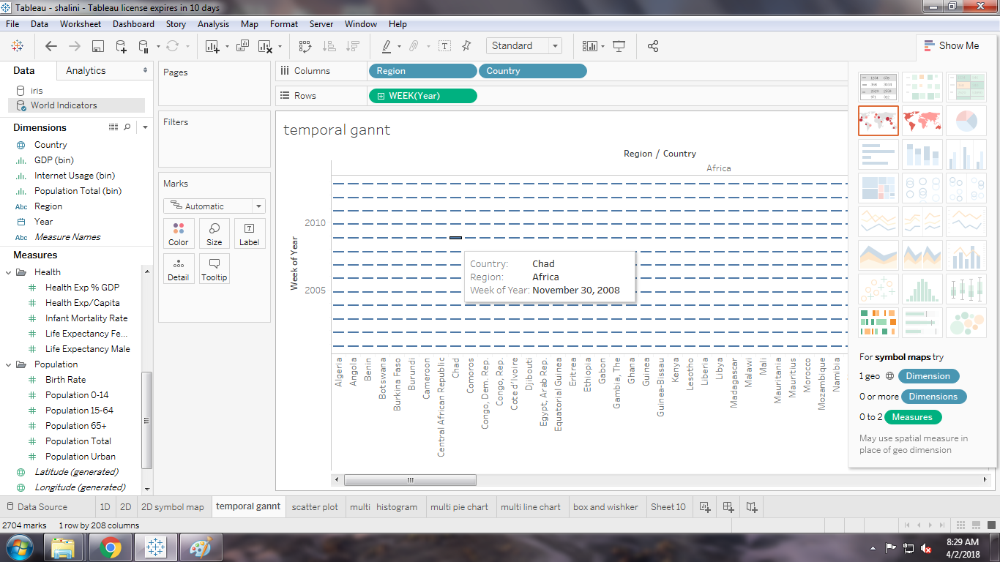 Tableau - shalini - Tableau license expires in 10 days
File Data Worksheet Dashboard Story Analysis Map Format Server Window Help
Standard
Show Me
Data Analytics
iris
World Indicators
Dimensions
Country
GDP (bin)
Internet Usage (bin)
Population Total (bin)
Abc Region
Year
Abc Measure Names
Measures
Health
Health Exp % GDP
Health Exp/Capita
Infant Mortality Rate
Life Expectancy Fe...
Life Expectancy Male
Population
Birth Rate
Population 0-14
Population 15-64
Population 65+
Population Total
Population Urban
Latitude (generated)
Longitude (generated)
Pages
Filters
Marks
Automatic
Color Size Label
Detail Tooltip
Columns Region Country
Rows WEEK(Year)
temporal gannt
Region / Country
Africa
Week of Year
2010
2005
Country: Chad
Region: Africa
Week of Year: November 30, 2008
Algeria
Angola
Benin
Botswana
Burkina Faso
Burundi
Cameroon
Central African Republic
Chad
Comoros
Congo, Dem. Rep.
Congo, Rep.
Cote d'Ivoire
Djibouti
Egypt, Arab Rep.
Equatorial Guinea
Eritrea
Ethiopia
Gabon
Gambia, The
Ghana
Guinea
Guinea-Bissau
Kenya
Lesotho
Liberia
Libya
Madagascar
Malawi
Mali
Mauritania
Mauritius
Morocco
Mozambique
Namibia
For symbol maps try
1 geo Dimension
0 or more Dimensions
0 to 2 Measures
May use spatial measure in
place of geo dimension
Data Source 1D 2D 2D symbol map temporal gannt scatter plot multi histogram multi pie chart multi line chart box and wishker Sheet 10
2704 marks 1 row by 208 columns
8:29 AM
4/2/2018